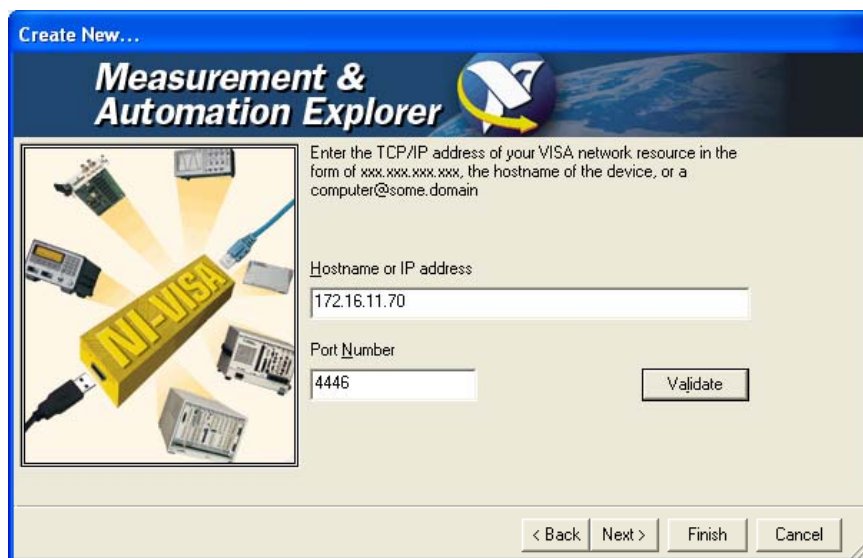 Create New...
Measurement &
Automation Explorer
Enter the TCP/IP address of your VISA network resource in the
form of xxx.xxx.xxx.xxx, the hostname of the device, or a
computer@some.domain
NI-VISA
Hostname or IP address
172.16.11.70
Port Number
4446
Validate
< Back
Next >
Finish
Cancel